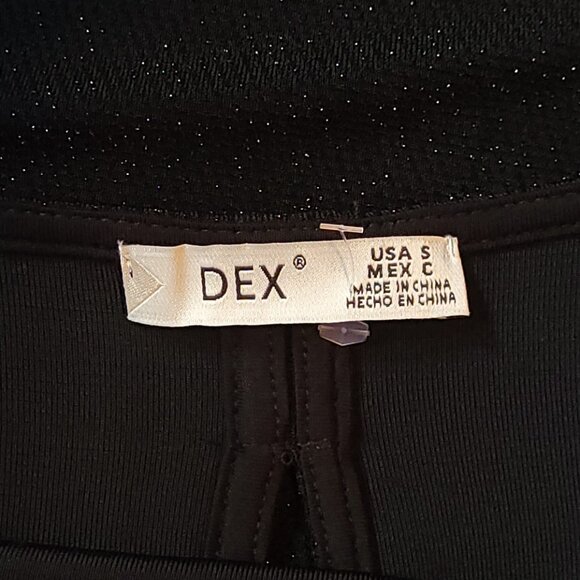 DEX®
USA S
MEX C
MADE IN CHINA
HECHO EN CHINA